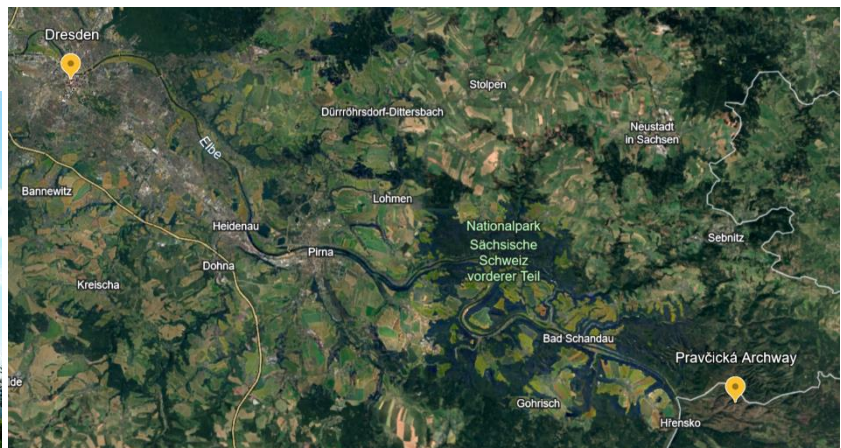 Dresden
Stolpen
Dürrröhrsdorf-Dittersbach
Neustadt
in Sachsen
Elbe
Bannewitz
Lohmen
Heidenau
Nationalpark
Sächsische
Schweiz
vorderer Teil
Pirna
Sebnitz
Dohna
Kreischa
Bad Schandau
Pravčická Archway
lde
Gohrisch
Hřensko